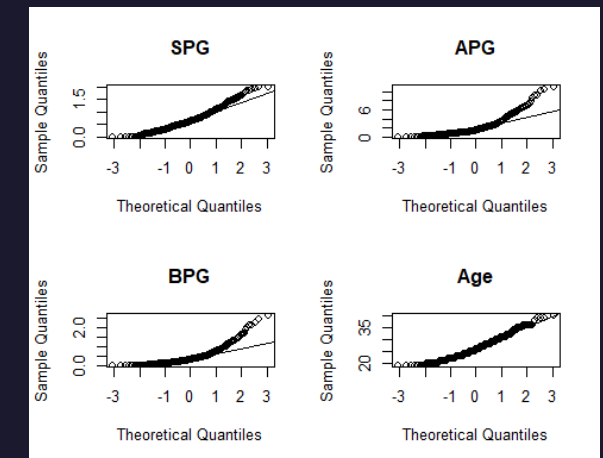 SPG
Sample Quantiles
0.0 1.5
-3 -1 0 1 2 3
Theoretical Quantiles
APG
Sample Quantiles
0 6
-3 -1 0 1 2 3
Theoretical Quantiles
BPG
Sample Quantiles
0.0 2.0
-3 -1 0 1 2 3
Theoretical Quantiles
Age
Sample Quantiles
20 35
-3 -1 0 1 2 3
Theoretical Quantiles